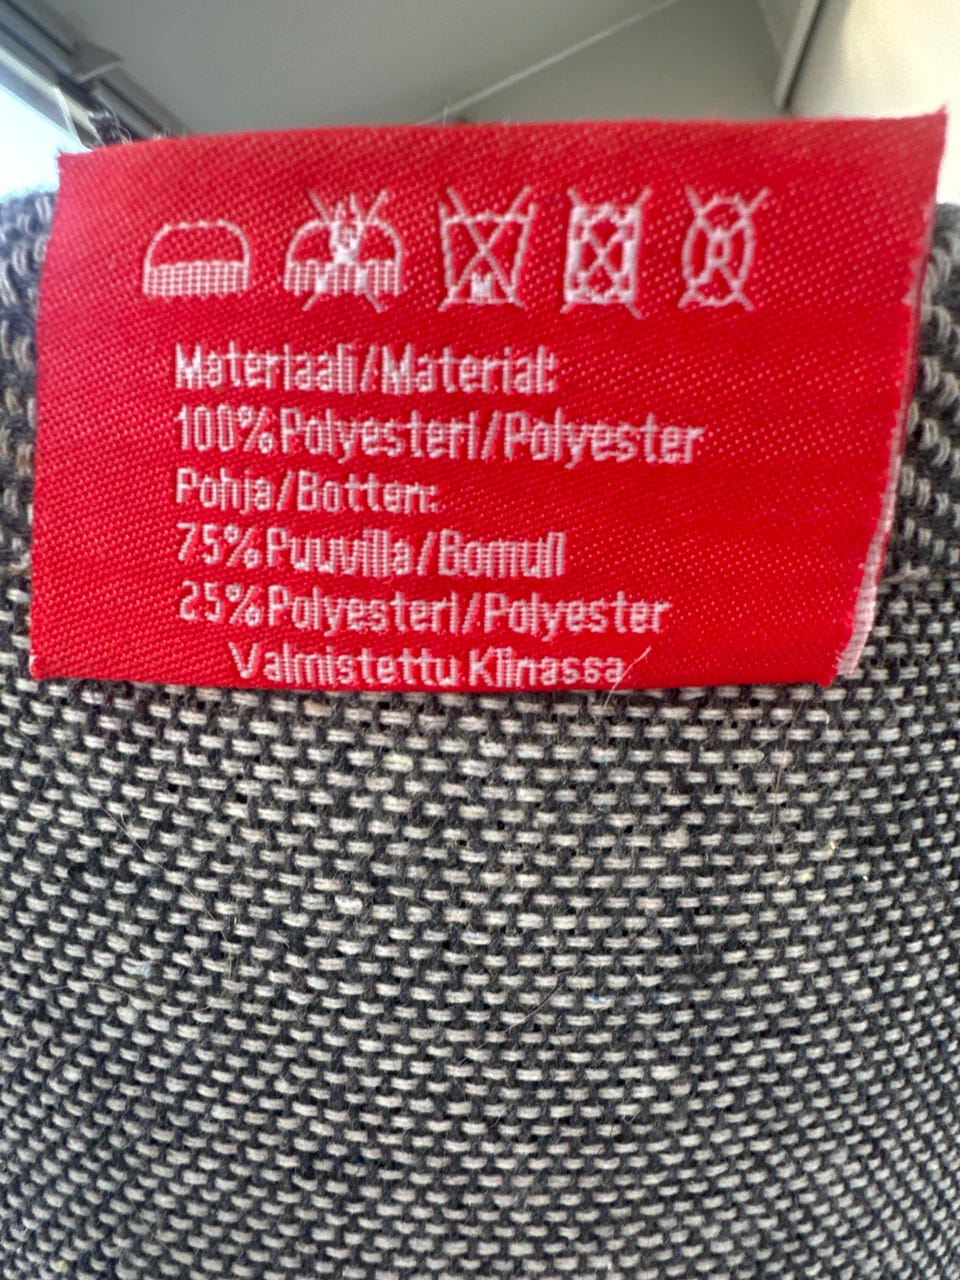 Materiaali/Material:
100% Polyesteri/Polyester
Pohja/Botten:
75% Puuvilla/Bomull
25% Polyesteri/Polyester
Valmistettu Kiinassa